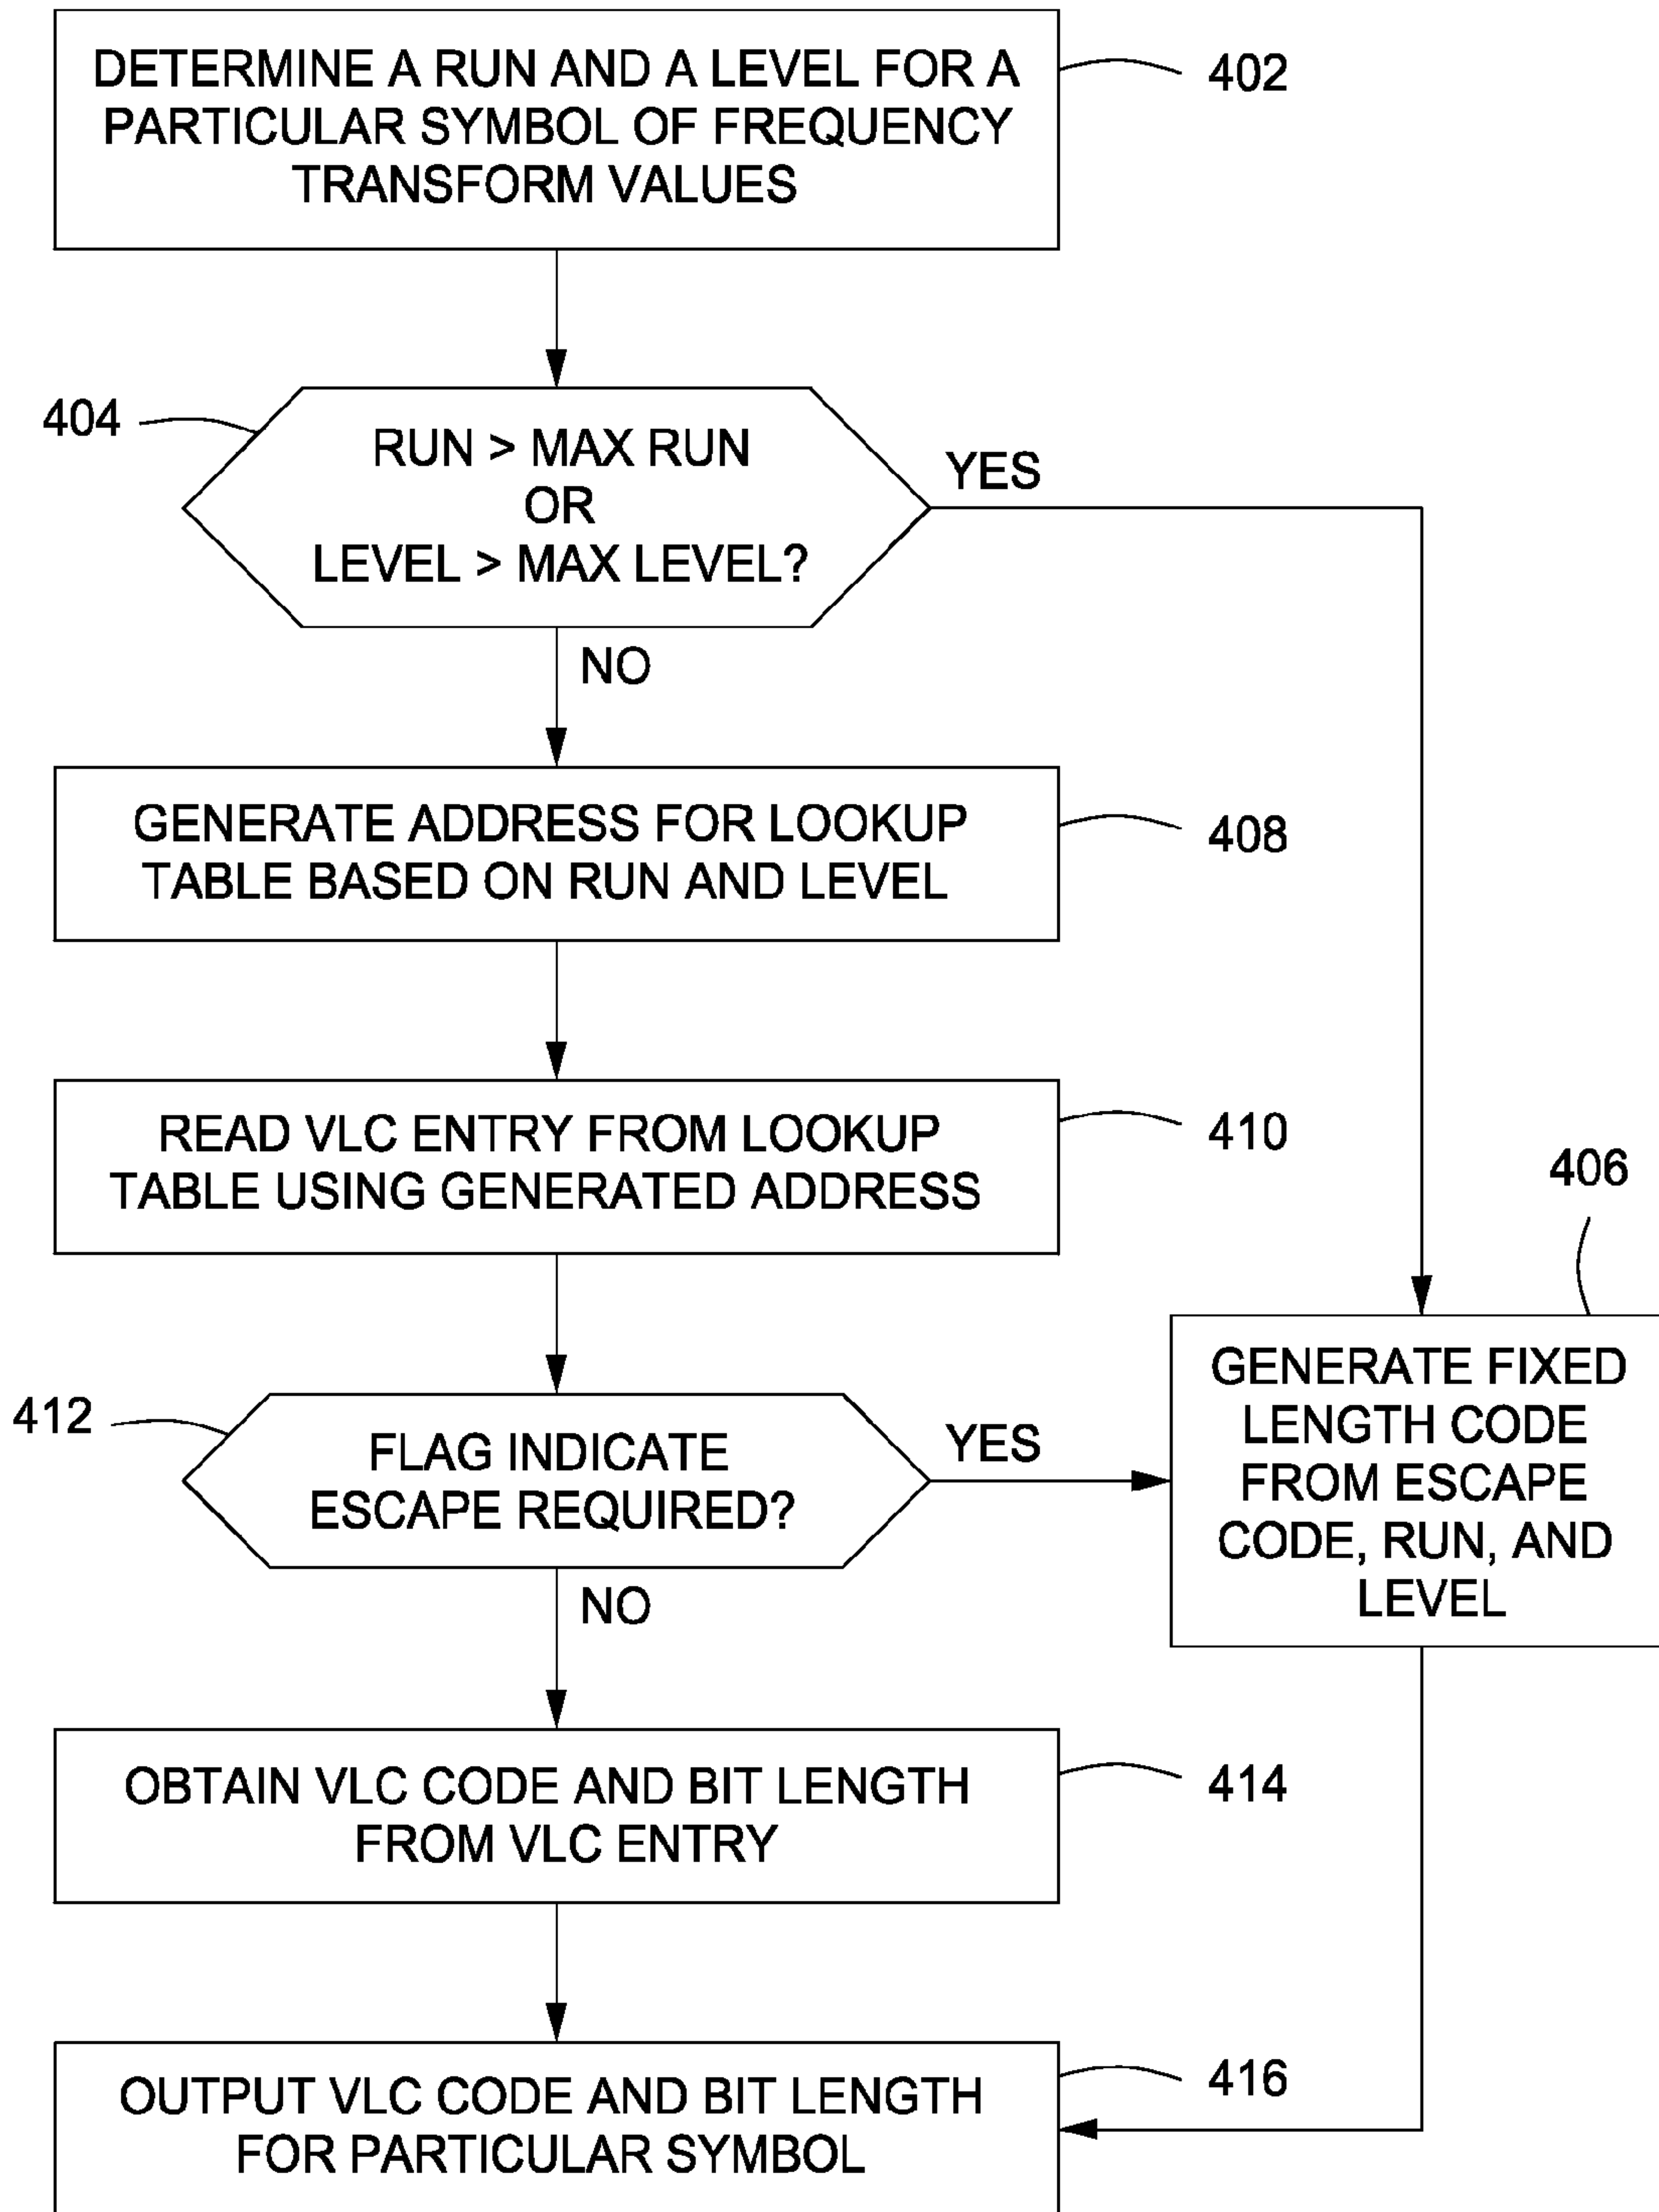 DETERMINE A RUN AND A LEVEL FOR A
PARTICULAR SYMBOL OF FREQUENCY
TRANSFORM VALUES
402
404
RUN > MAX RUN
OR
LEVEL > MAX LEVEL?
YES
NO
GENERATE ADDRESS FOR LOOKUP
TABLE BASED ON RUN AND LEVEL
408
READ VLC ENTRY FROM LOOKUP
TABLE USING GENERATED ADDRESS
410
406
412
FLAG INDICATE
ESCAPE REQUIRED?
YES
NO
GENERATE FIXED
LENGTH CODE
FROM ESCAPE
CODE, RUN, AND
LEVEL
OBTAIN VLC CODE AND BIT LENGTH
FROM VLC ENTRY
414
OUTPUT VLC CODE AND BIT LENGTH
FOR PARTICULAR SYMBOL
416